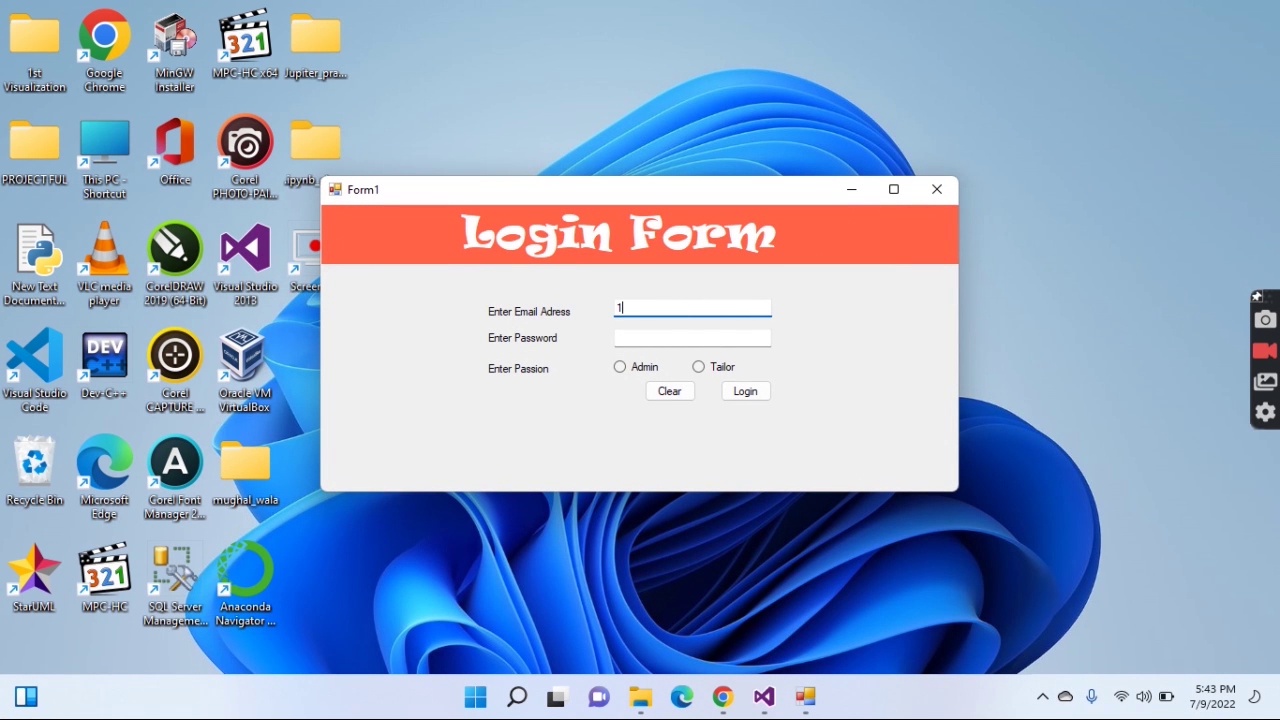 1st
Visualization
Google
Chrome
MinGW
Installer
321
MPC-HC x64
Jupiter_pra...
PROJECT FUL
This PC -
Shortcut
Office
Corel
PHOTO-PAI...
.ipynb_
New Text
Document...
VLC media
player
CorelDRAW
2019 (64-Bit)
Visual Studio
2013
Screen
Visual Studio
Code
DEV
C++
Dev-C++
Corel
CAPTURE ...
Oracle VM
VirtualBox
Recycle Bin
Microsoft
Edge
A
Corel Font
Manager 2...
mughal_wala
StarUML
321
MPC-HC
SQL Server
Manageme...
Anaconda
Navigator ...
Form1
Login Form
Enter Email Adress
1
Enter Password
Enter Passion
Admin
Tailor
Clear
Login
5:43 PM
7/9/2022